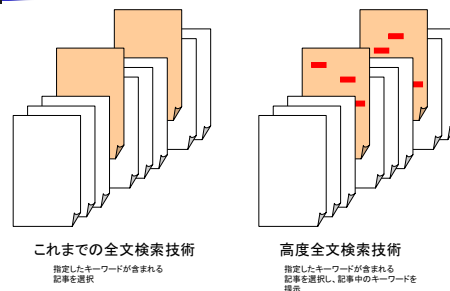 これまでの全文検索技術
指定したキーワードが含まれる
記事を選択
高度全文検索技術
指定したキーワードが含まれる
記事を選択し、記事中のキーワードを
提示